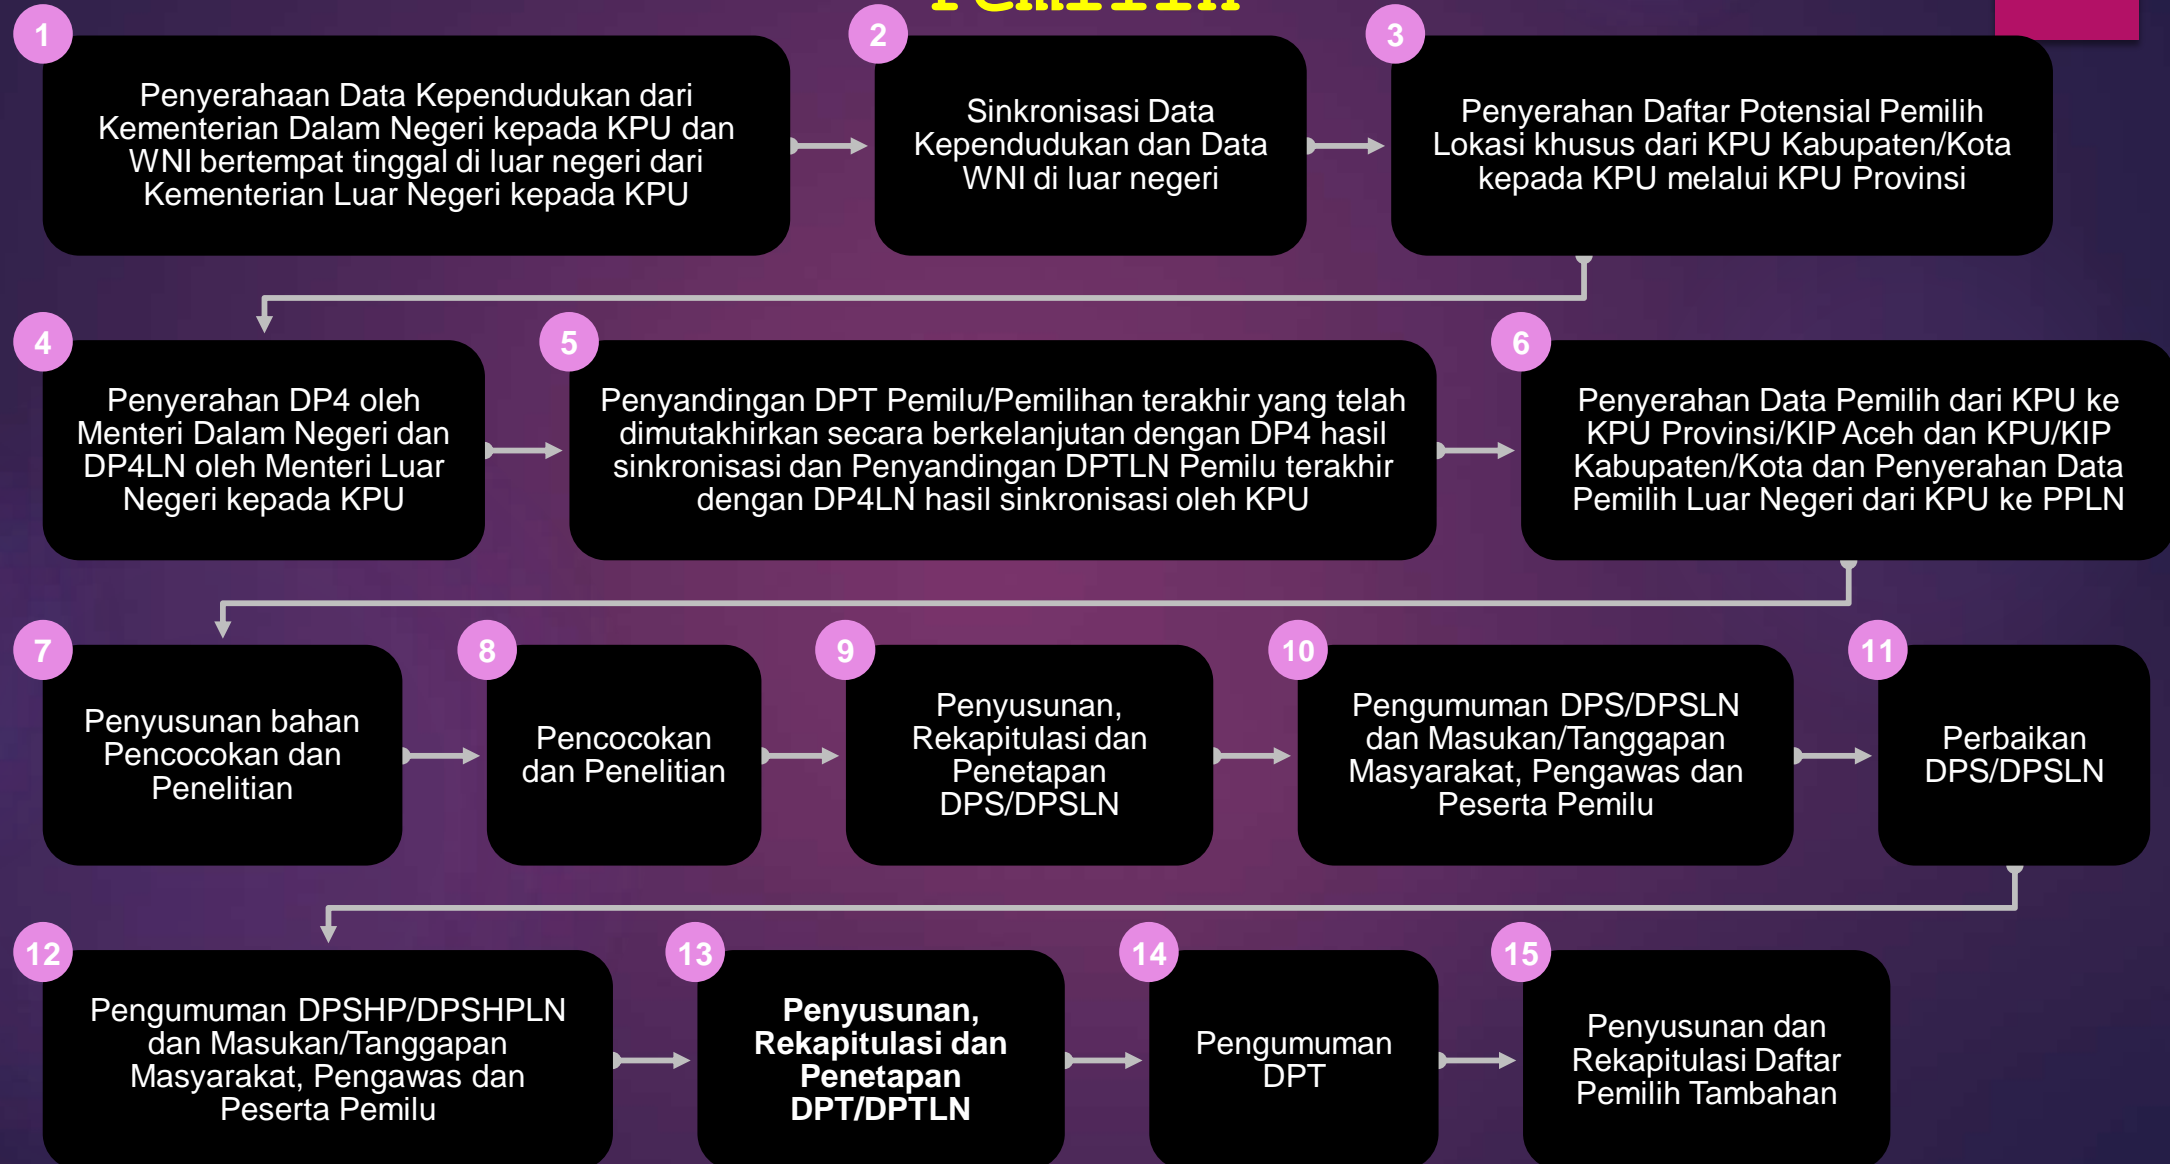 1
Penyerahaan Data Kependudukan dari
Kementerian Dalam Negeri kepada KPU dan
WNI bertempat tinggal di luar negeri dari
Kementerian Luar Negeri kepada KPU
2
Sinkronisasi Data
Kependudukan dan Data
WNI di luar negeri
3
Penyerahan Daftar Potensial Pemilih
Lokasi khusus dari KPU Kabupaten/Kota
kepada KPU melalui KPU Provinsi
4
Penyerahan DP4 oleh
Menteri Dalam Negeri dan
DP4LN oleh Menteri Luar
Negeri kepada KPU
5
Penyandingan DPT Pemilu/Pemilihan terakhir yang telah
dimutakhirkan secara berkelanjutan dengan DP4 hasil
sinkronisasi dan Penyandingan DPTLN Pemilu terakhir
dengan DP4LN hasil sinkronisasi oleh KPU
6
Penyerahan Data Pemilih dari KPU ke
KPU Provinsi/KIP Aceh dan KPU/KIP
Kabupaten/Kota dan Penyerahan Data
Pemilih Luar Negeri dari KPU ke PPLN
7
Penyusunan bahan
Pencocokan dan
Penelitian
8
Pencocokan
dan Penelitian
9
Penyusunan,
Rekapitulasi dan
Penetapan
DPS/DPSLN
10
Pengumuman DPS/DPSLN
dan Masukan/Tanggapan
Masyarakat, Pengawas dan
Peserta Pemilu
11
Perbaikan
DPS/DPSLN
12
Pengumuman DPSHP/DPSHPLN
dan Masukan/Tanggapan
Masyarakat, Pengawas dan
Peserta Pemilu
13
Penyusunan,
Rekapitulasi dan
Penetapan
DPT/DPTLN
14
Pengumuman
DPT
15
Penyusunan dan
Rekapitulasi Daftar
Pemilih Tambahan